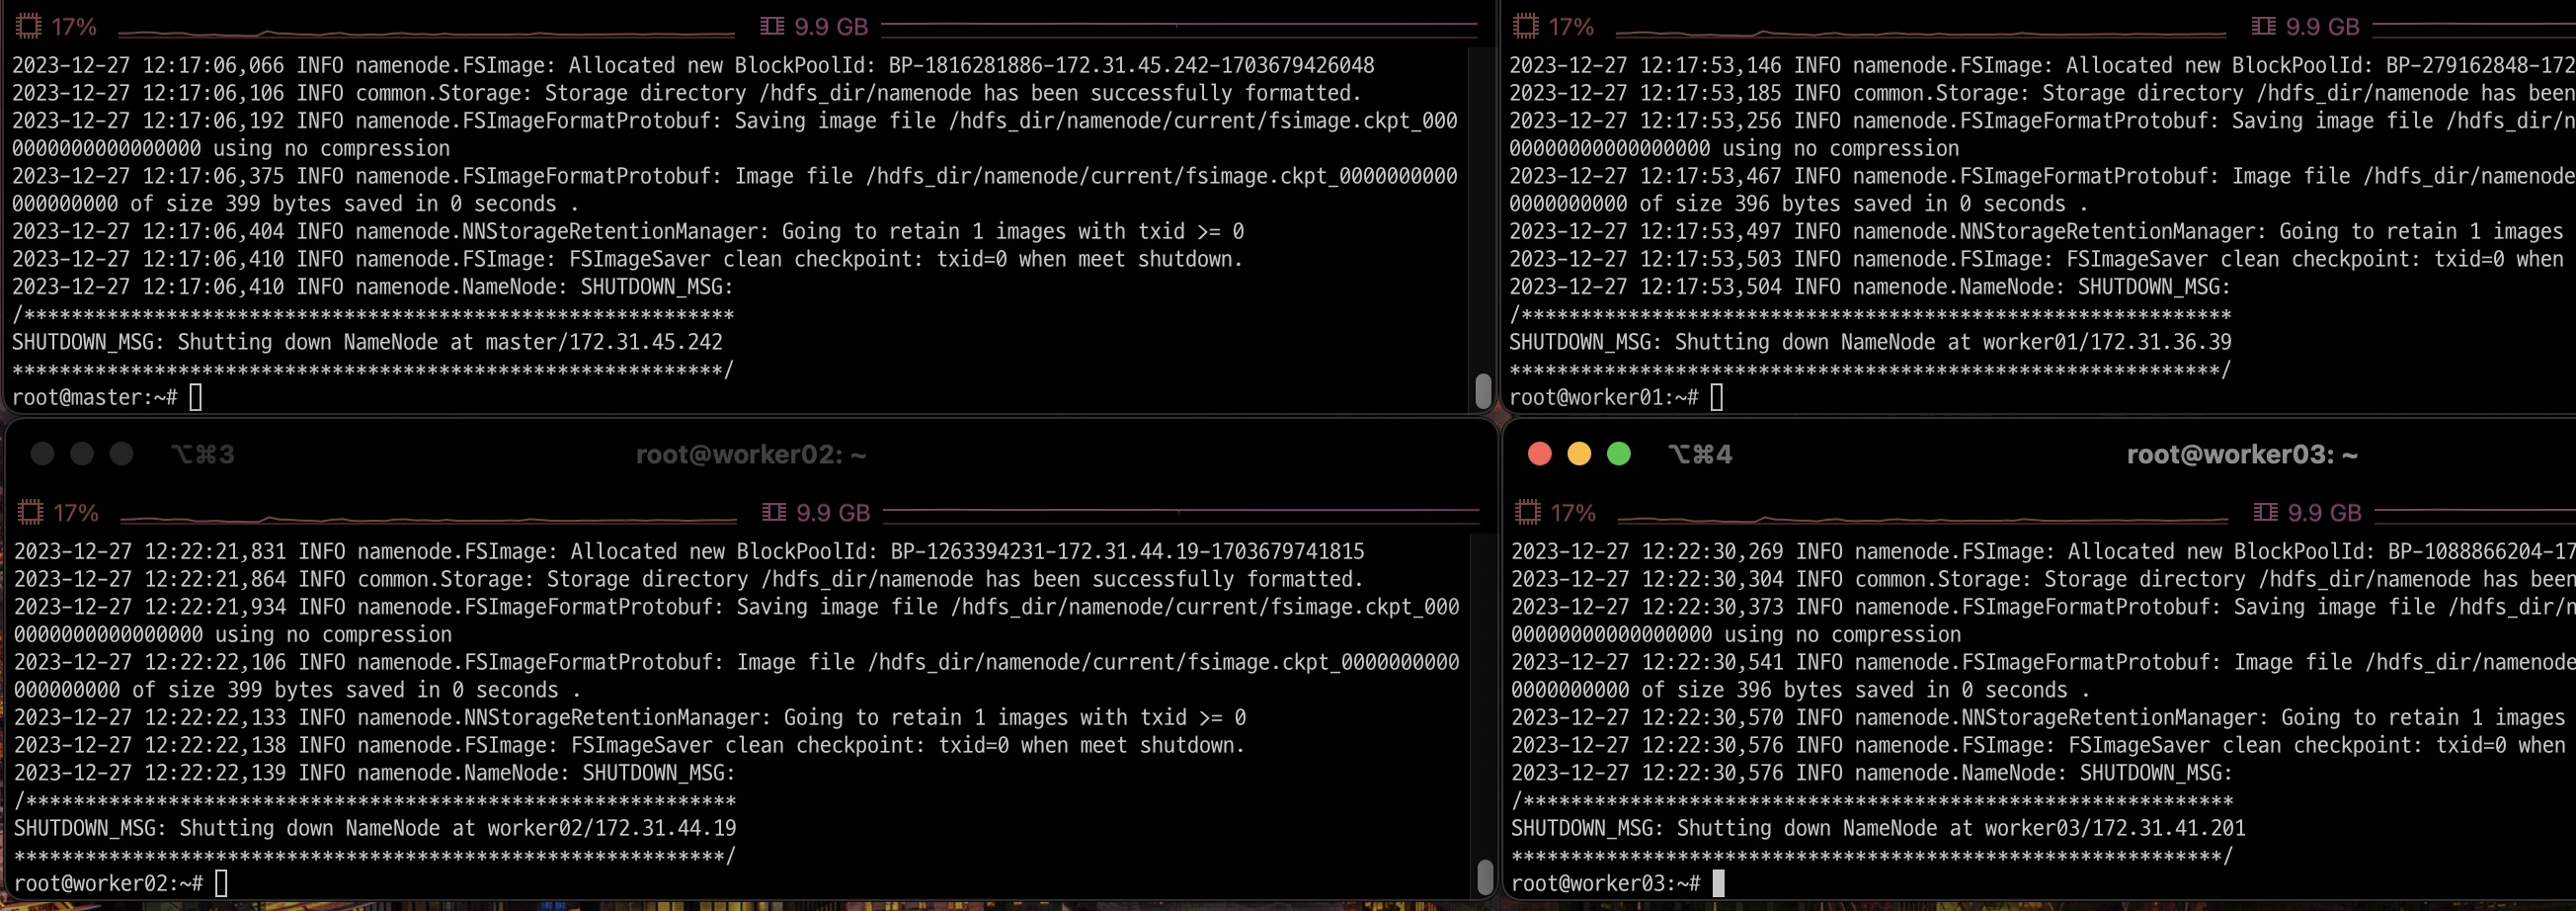 17% 9.9 GB
2023-12-27 12:17:06,066 INFO namenode.FSImage: Allocated new BlockPoolId: BP-1816281886-172.31.45.242-1703679426048
2023-12-27 12:17:06,106 INFO common.Storage: Storage directory /hdfs_dir/namenode has been successfully formatted.
2023-12-27 12:17:06,192 INFO namenode.FSImageFormatProtobuf: Saving image file /hdfs_dir/namenode/current/fsimage.ckpt_000
0000000000000000 using no compression
2023-12-27 12:17:06,375 INFO namenode.FSImageFormatProtobuf: Image file /hdfs_dir/namenode/current/fsimage.ckpt_0000000000
000000000 of size 399 bytes saved in 0 seconds .
2023-12-27 12:17:06,404 INFO namenode.NNStorageRetentionManager: Going to retain 1 images with txid >= 0
2023-12-27 12:17:06,410 INFO namenode.FSImage: FSImageSaver clean checkpoint: txid=0 when meet shutdown.
2023-12-27 12:17:06,410 INFO namenode.NameNode: SHUTDOWN_MSG:
/************************************************************
SHUTDOWN_MSG: Shutting down NameNode at master/172.31.45.242
************************************************************/
root@master:~#
17% 9.9 GB
2023-12-27 12:17:53,146 INFO namenode.FSImage: Allocated new BlockPoolId: BP-279162848-172
2023-12-27 12:17:53,185 INFO common.Storage: Storage directory /hdfs_dir/namenode has been
2023-12-27 12:17:53,256 INFO namenode.FSImageFormatProtobuf: Saving image file /hdfs_dir/n
00000000000000000 using no compression
2023-12-27 12:17:53,467 INFO namenode.FSImageFormatProtobuf: Image file /hdfs_dir/namenode
0000000000 of size 396 bytes saved in 0 seconds .
2023-12-27 12:17:53,497 INFO namenode.NNStorageRetentionManager: Going to retain 1 images
2023-12-27 12:17:53,503 INFO namenode.FSImage: FSImageSaver clean checkpoint: txid=0 when
2023-12-27 12:17:53,504 INFO namenode.NameNode: SHUTDOWN_MSG:
/************************************************************
SHUTDOWN_MSG: Shutting down NameNode at worker01/172.31.36.39
************************************************************/
root@worker01:~#
⌥⌘3 root@worker02: ~
17% 9.9 GB
2023-12-27 12:22:21,831 INFO namenode.FSImage: Allocated new BlockPoolId: BP-1263394231-172.31.44.19-1703679741815
2023-12-27 12:22:21,864 INFO common.Storage: Storage directory /hdfs_dir/namenode has been successfully formatted.
2023-12-27 12:22:21,934 INFO namenode.FSImageFormatProtobuf: Saving image file /hdfs_dir/namenode/current/fsimage.ckpt_000
0000000000000000 using no compression
2023-12-27 12:22:22,106 INFO namenode.FSImageFormatProtobuf: Image file /hdfs_dir/namenode/current/fsimage.ckpt_0000000000
000000000 of size 399 bytes saved in 0 seconds .
2023-12-27 12:22:22,133 INFO namenode.NNStorageRetentionManager: Going to retain 1 images with txid >= 0
2023-12-27 12:22:22,138 INFO namenode.FSImage: FSImageSaver clean checkpoint: txid=0 when meet shutdown.
2023-12-27 12:22:22,139 INFO namenode.NameNode: SHUTDOWN_MSG:
/************************************************************
SHUTDOWN_MSG: Shutting down NameNode at worker02/172.31.44.19
************************************************************/
root@worker02:~#
⌥⌘4 root@worker03: ~
17% 9.9 GB
2023-12-27 12:22:30,269 INFO namenode.FSImage: Allocated new BlockPoolId: BP-1088866204-17
2023-12-27 12:22:30,304 INFO common.Storage: Storage directory /hdfs_dir/namenode has been
2023-12-27 12:22:30,373 INFO namenode.FSImageFormatProtobuf: Saving image file /hdfs_dir/n
00000000000000000 using no compression
2023-12-27 12:22:30,541 INFO namenode.FSImageFormatProtobuf: Image file /hdfs_dir/namenode
0000000000 of size 396 bytes saved in 0 seconds .
2023-12-27 12:22:30,570 INFO namenode.NNStorageRetentionManager: Going to retain 1 images
2023-12-27 12:22:30,576 INFO namenode.FSImage: FSImageSaver clean checkpoint: txid=0 when
2023-12-27 12:22:30,576 INFO namenode.NameNode: SHUTDOWN_MSG:
/************************************************************
SHUTDOWN_MSG: Shutting down NameNode at worker03/172.31.41.201
************************************************************/
root@worker03:~#